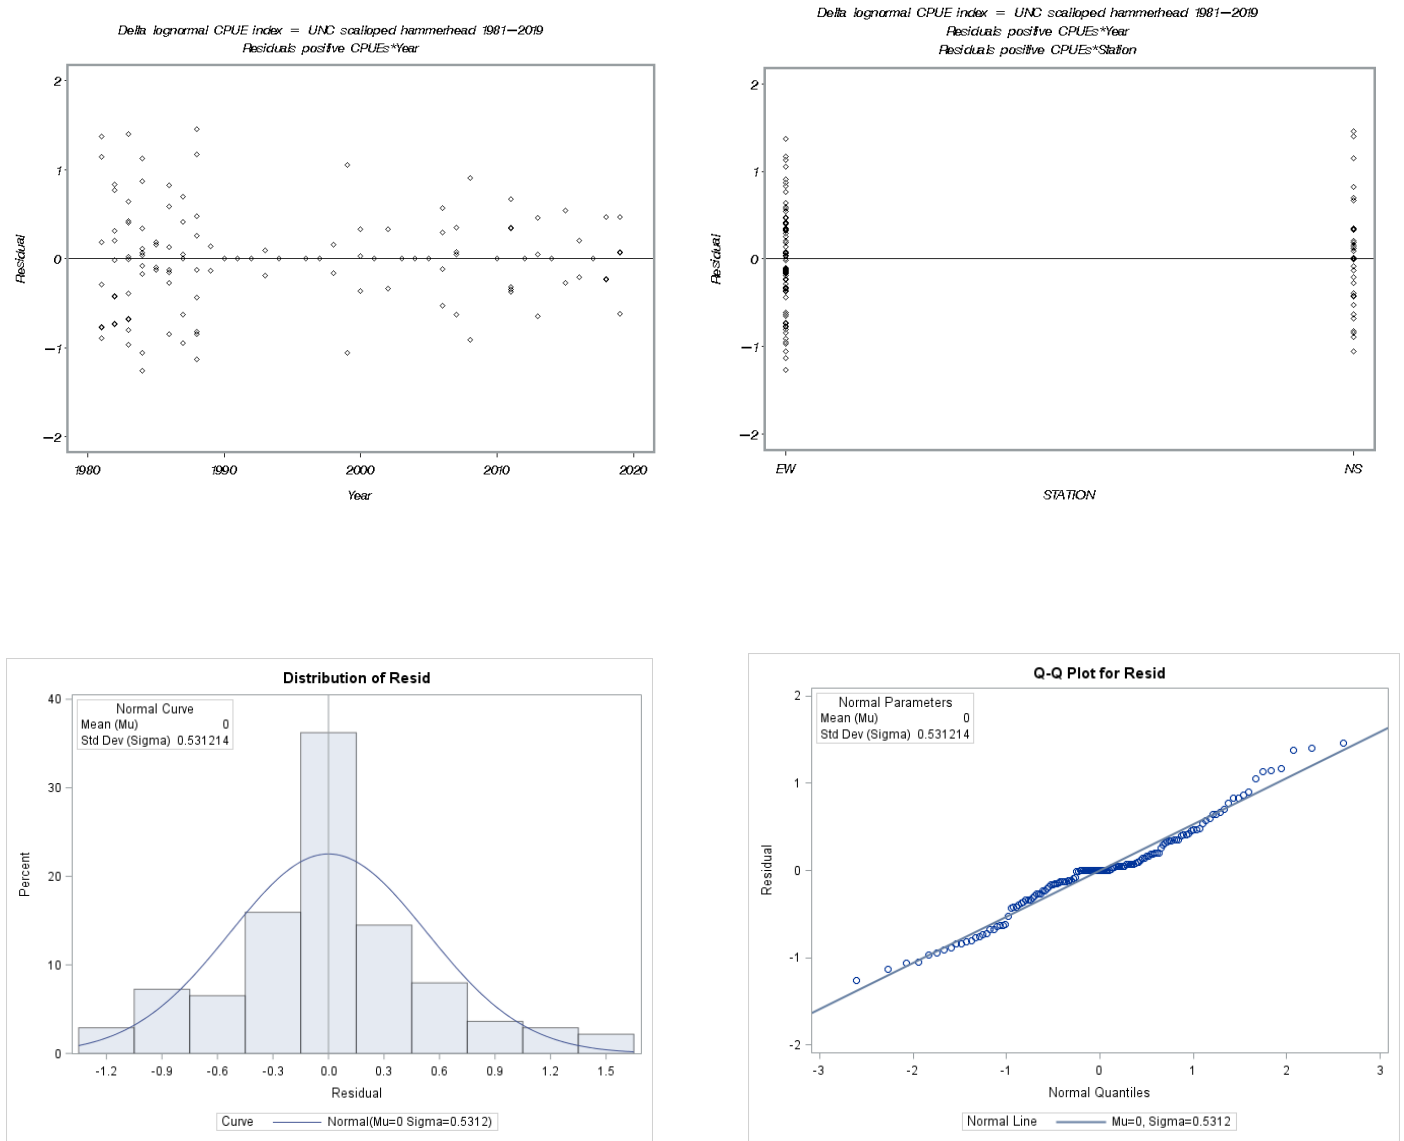 Delta lognormal CPUE index = UNC scalloped hammerhead 1981-2019
Residuals positive CPUEs*Year
2
1
0
-1
-2
Residual
1980 1990 2000 2010 2020
Year
Delta lognormal CPUE index = UNC scalloped hammerhead 1981-2019
Residuals positive CPUEs*Year
Residuals positive CPUEs*Station
2
1
0
-1
-2
Residual
EW NS
STATION
Distribution of Resid
Normal Curve
Mean (Mu) 0
Std Dev (Sigma) 0.531214
40
30
20
10
0
Percent
-1.2 -0.9 -0.6 -0.3 0.0 0.3 0.6 0.9 1.2 1.5
Residual
Curve Normal(Mu=0 Sigma=0.5312)
Q-Q Plot for Resid
Normal Parameters
Mean (Mu) 0
Std Dev (Sigma) 0.531214
2
1
0
-1
-2
Residual
-3 -2 -1 0 1 2 3
Normal Quantiles
Normal Line Mu=0, Sigma=0.5312